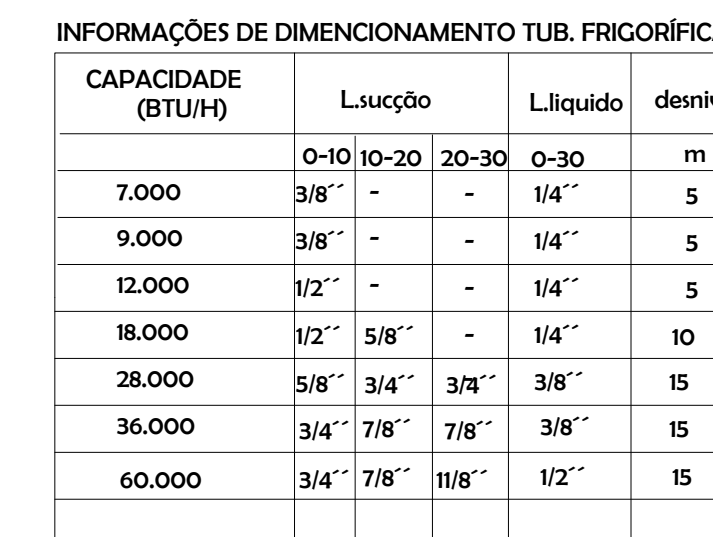 INFORMAÇÕES DE DIMENCIONAMENTO TUB. FRIGORÍFIC
CAPACIDADE (BTU/H) L.sucção L.liquido desni
0-10 10-20 20-30 0-30 m
7.000 3/8´´ - - 1/4´´ 5
9.000 3/8´´ - - 1/4´´ 5
12.000 1/2´´ - - 1/4´´ 5
18.000 1/2´´ 5/8´´ - 1/4´´ 10
28.000 5/8´´ 3/4´´ 3/4´´ 3/8´´ 15
36.000 3/4´´ 7/8´´ 7/8´´ 3/8´´ 15
60.000 3/4´´ 7/8´´ 11/8´´ 1/2´´ 15